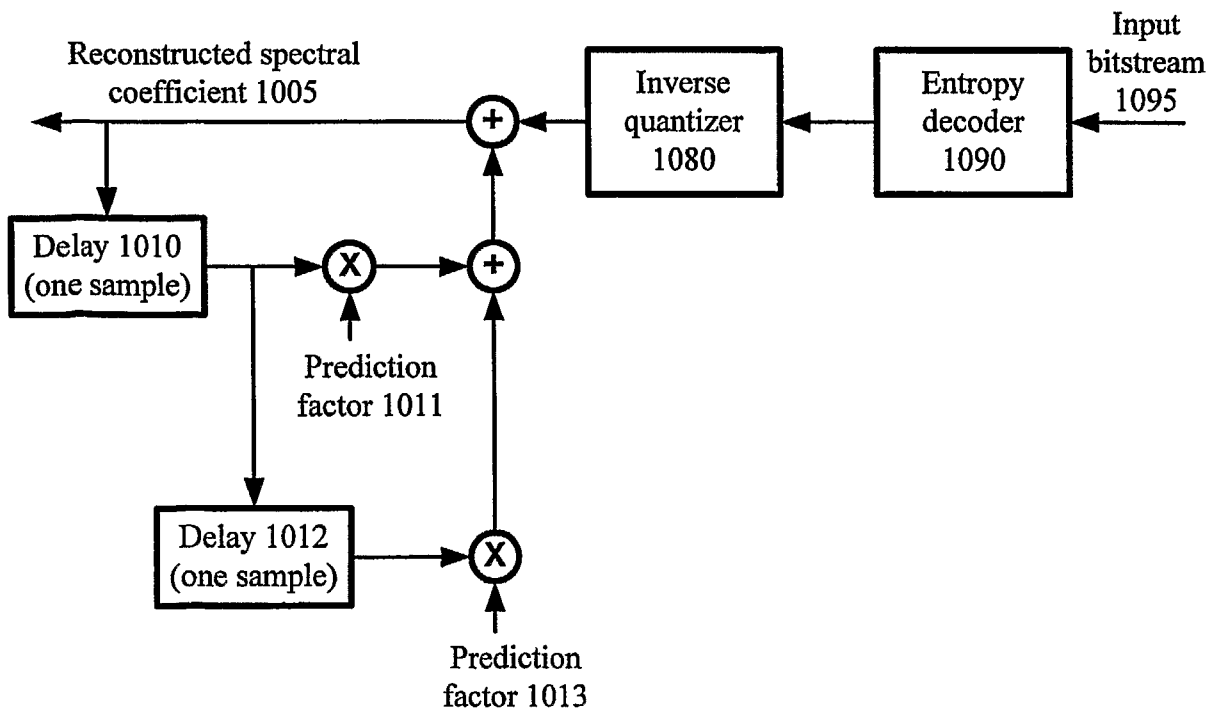 Reconstructed spectral
coefficient 1005
Inverse
quantizer
1080
Entropy
decoder
1090
Input
bitstream
1095
+
Delay 1010
(one sample)
X
+
Prediction
factor 1011
Delay 1012
(one sample)
X
Prediction
factor 1013